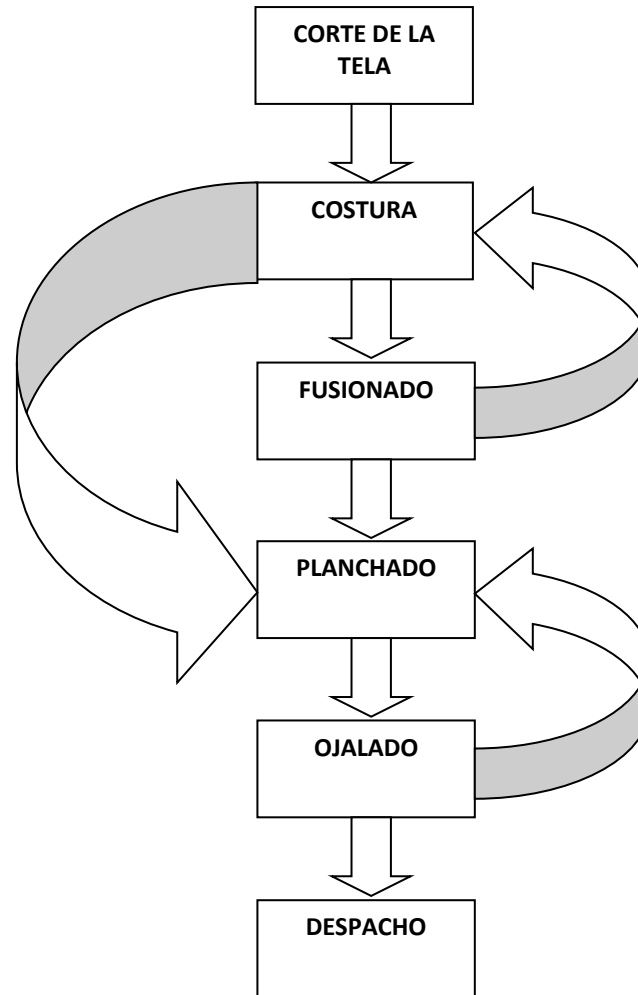 CORTE DE LA
TELA
COSTURA
FUSIONADO
PLANCHADO
OJALADO
DESPACHO